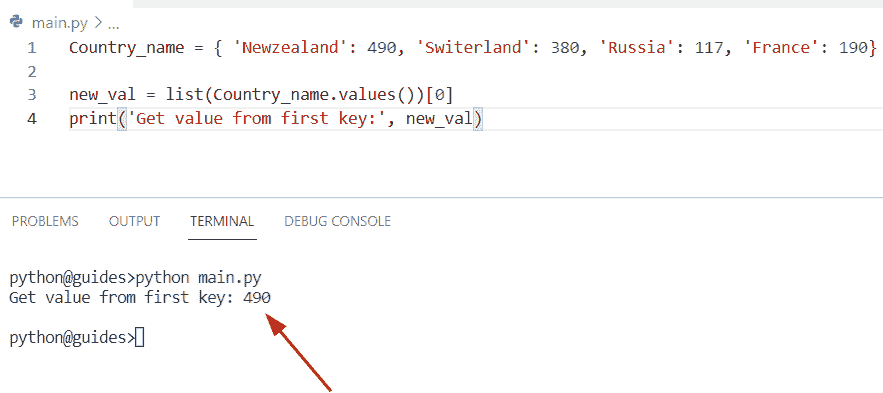 main.py > ...
1 Country_name = { 'Newzealand': 490, 'Switerland': 380, 'Russia': 117, 'France': 190}
2
3 new_val = list(Country_name.values())[0]
4 print('Get value from first key:', new_val)
PROBLEMS OUTPUT TERMINAL DEBUG CONSOLE
python@guides>python main.py
Get value from first key: 490
python@guides>